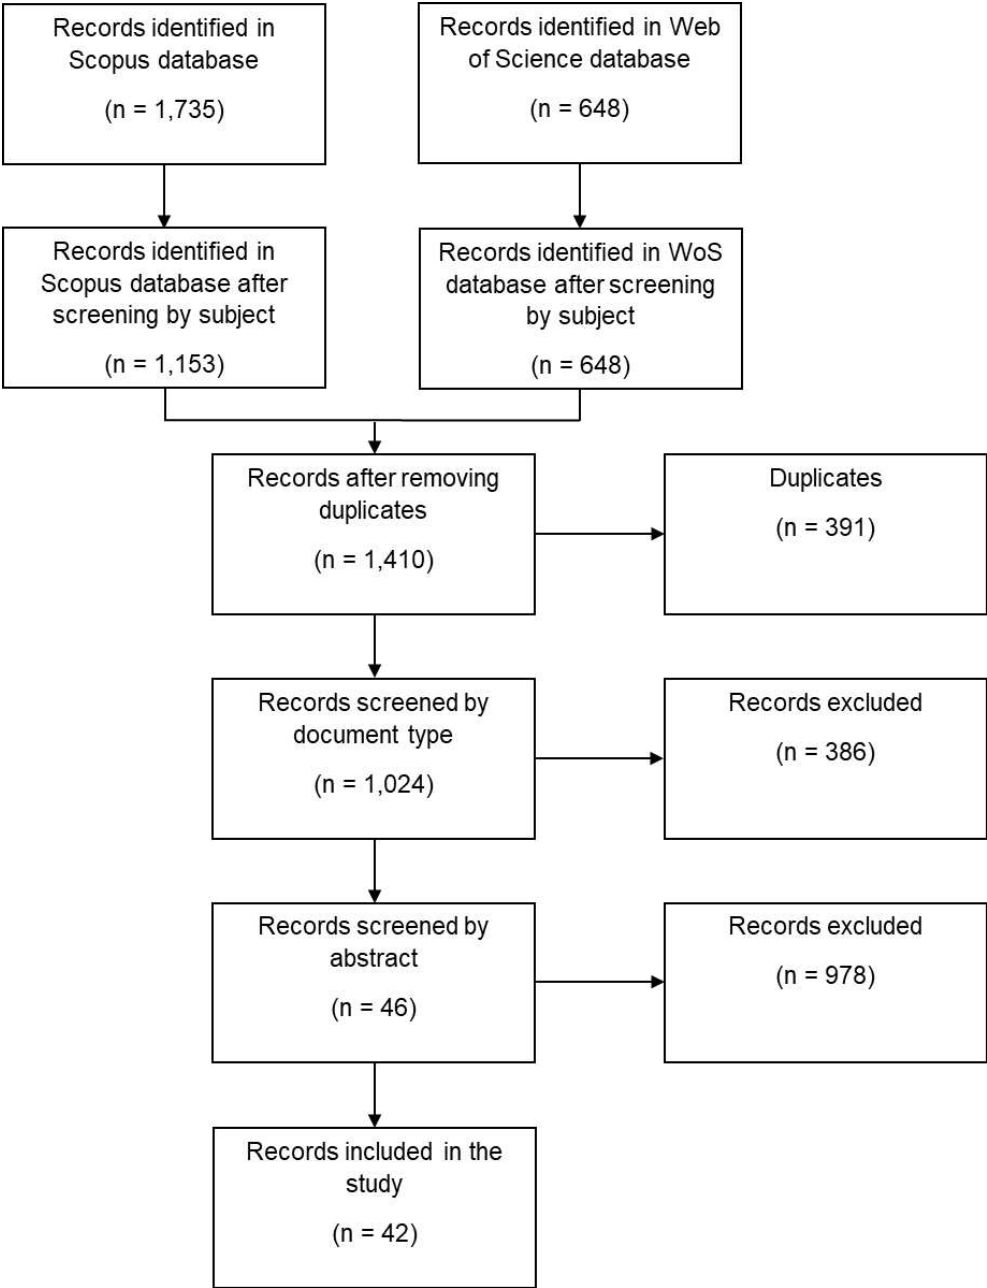 Records identified in
Scopus database
(n = 1,735)
Records identified in Web
of Science database
(n = 648)
Records identified in
Scopus database after
screening by subject
(n = 1,153)
Records identified in WoS
database after screening
by subject
(n = 648)
Records after removing
duplicates
(n = 1,410)
Duplicates
(n = 391)
Records screened by
document type
(n = 1,024)
Records excluded
(n = 386)
Records screened by
abstract
(n = 46)
Records excluded
(n = 978)
Records included in the
study
(n = 42)